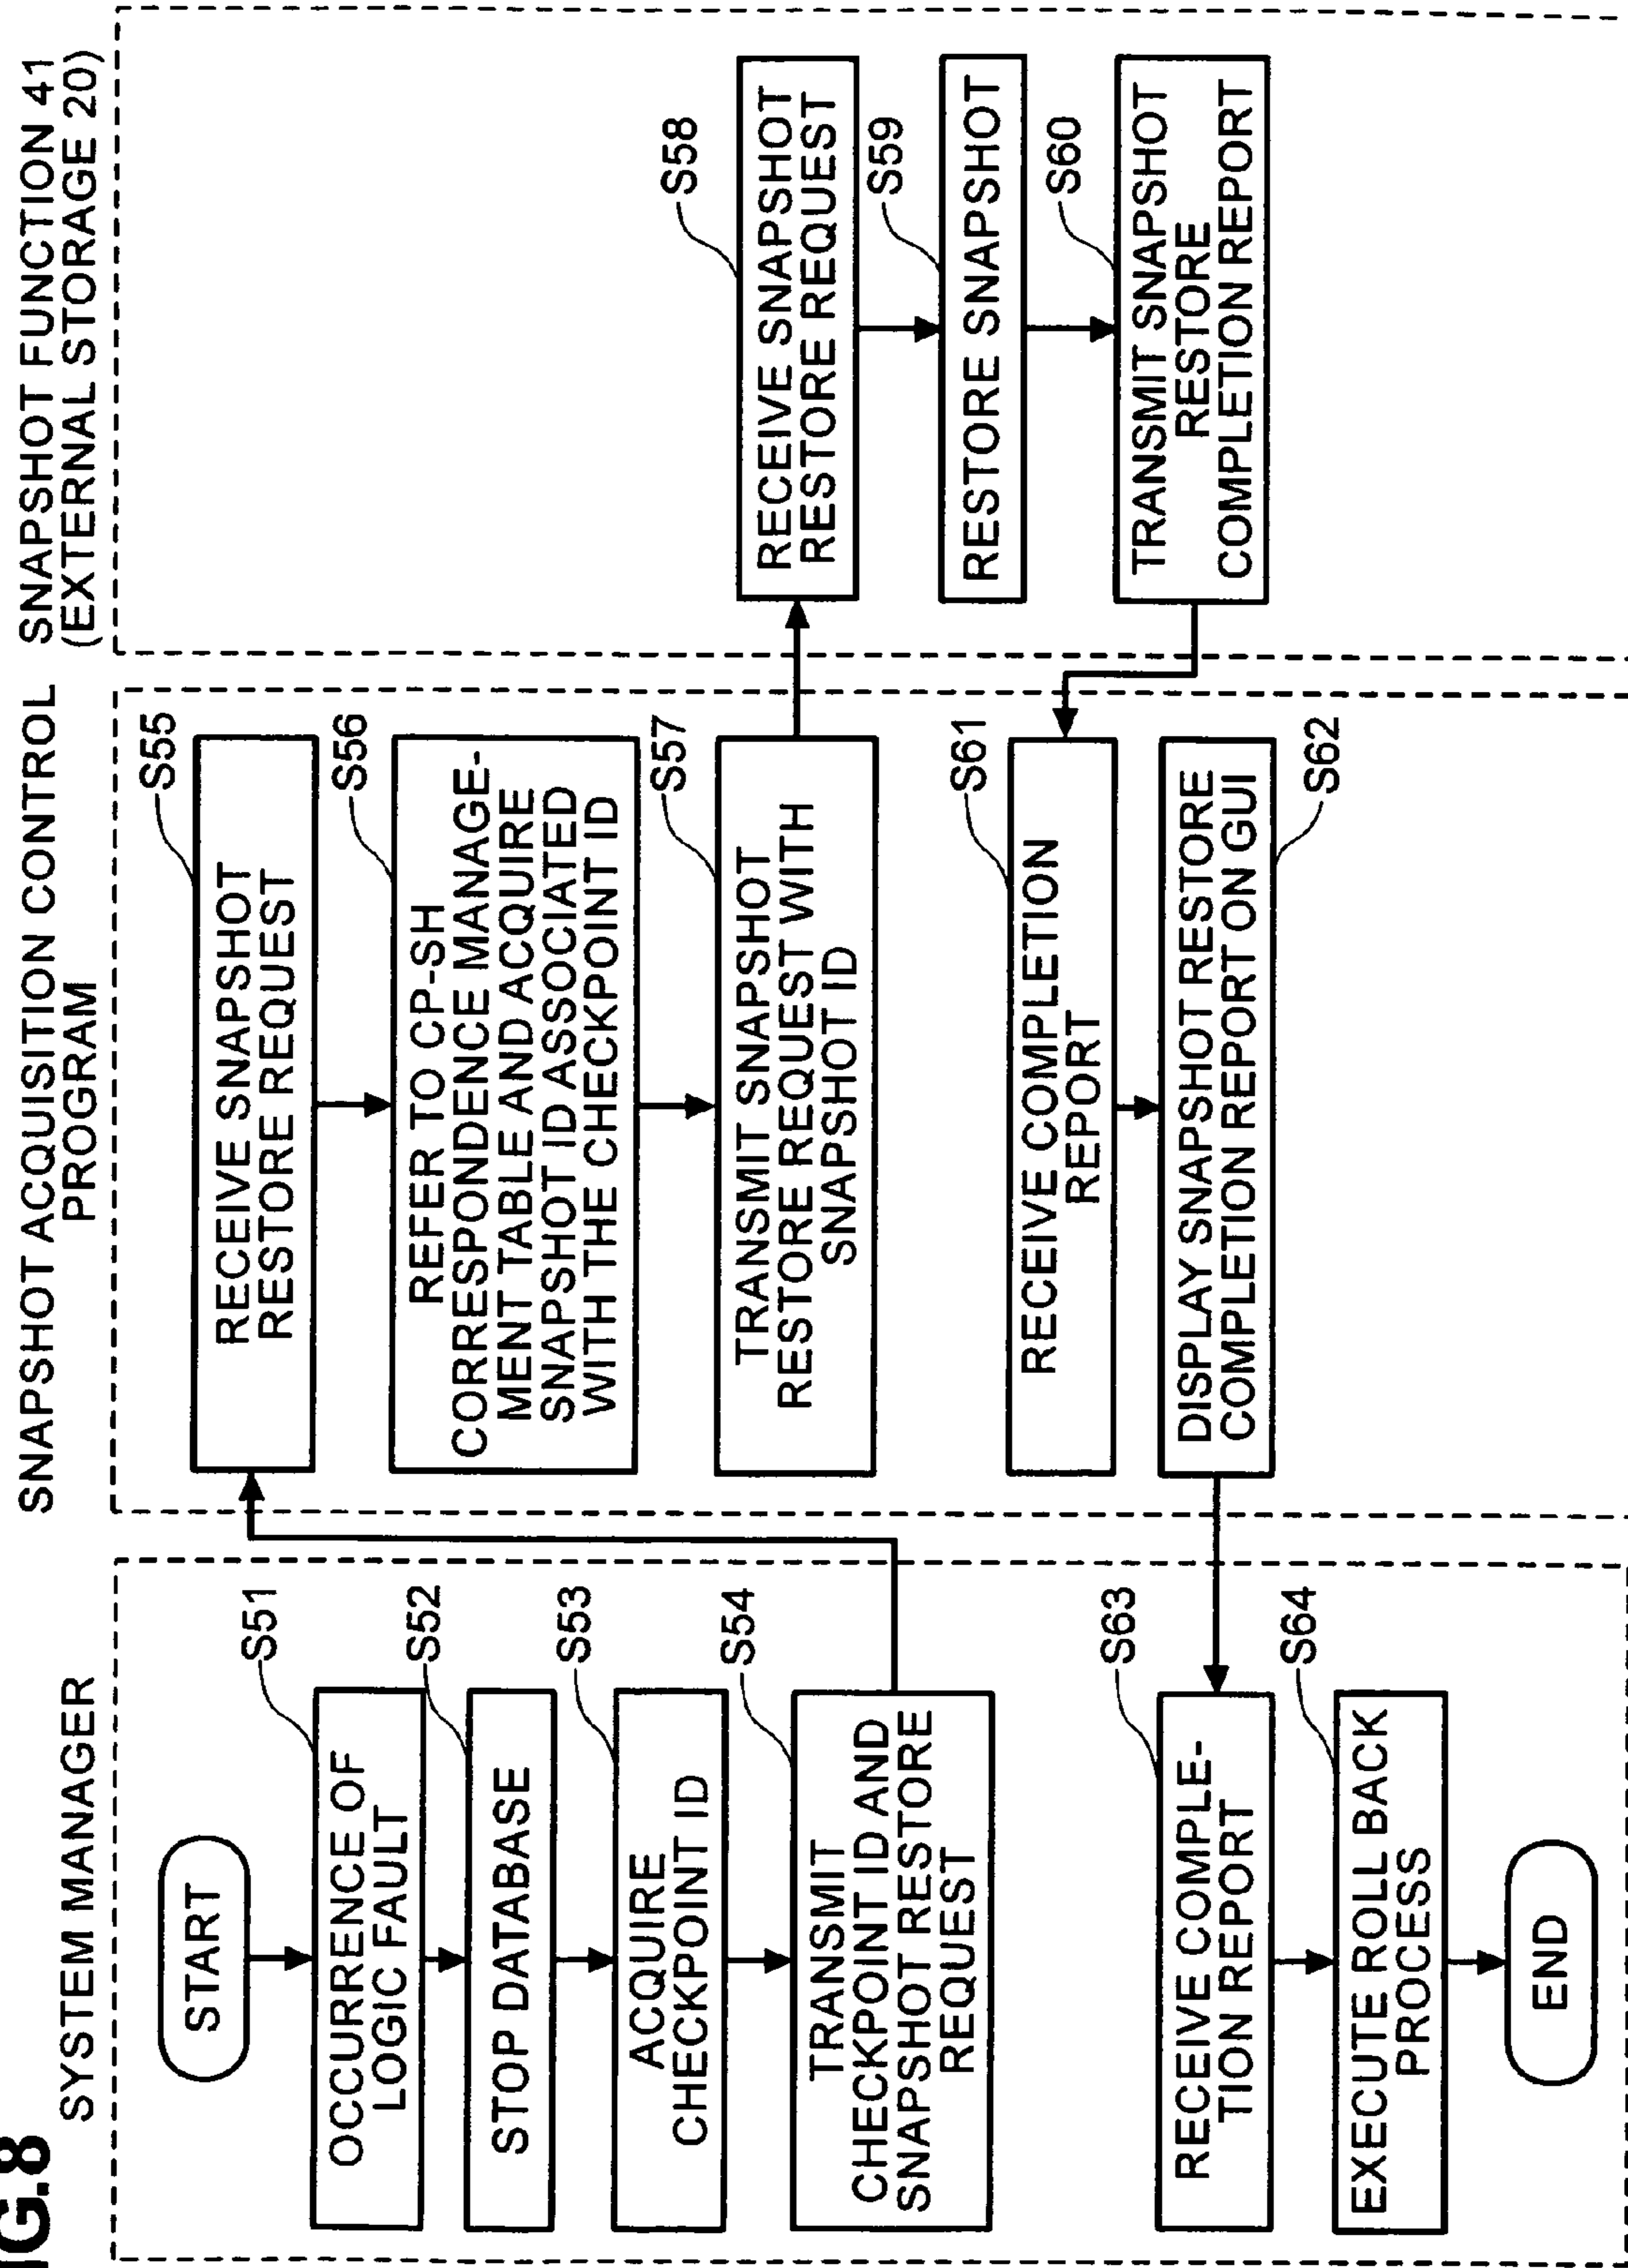 IG.8
SYSTEM MANAGER
START
S51
OCCURRENCE OF
LOGIC FAULT
S52
STOP DATABASE
S53
ACQUIRE
CHECKPOINT ID
S54
TRANSMIT
CHECKPOINT ID AND
SNAPSHOT RESTORE
REQUEST
S63
RECEIVE COMPLE-
TION REPORT
S64
EXECUTE ROLL BACK
PROCESS
END
SNAPSHOT ACQUISITION CONTROL
PROGRAM
S55
RECEIVE SNAPSHOT
RESTORE REQUEST
S56
REFER TO CP-SH
CORRESPONDENCE MANAGE-
MENT TABLE AND ACQUIRE
SNAPSHOT ID ASSOCIATED
WITH THE CHECKPOINT ID
S57
TRANSMIT SNAPSHOT
RESTORE REQUEST WITH
SNAPSHOT ID
S61
RECEIVE COMPLETION
REPORT
DISPLAY SNAPSHOT RESTORE
COMPLETION REPORT ON GUI
S62
SNAPSHOT FUNCTION 41
(EXTERNAL STORAGE 20)
S58
RECEIVE SNAPSHOT
RESTORE REQUEST
S59
RESTORE SNAPSHOT
S60
TRANSMIT SNAPSHOT
RESTORE
COMPLETION REPORT